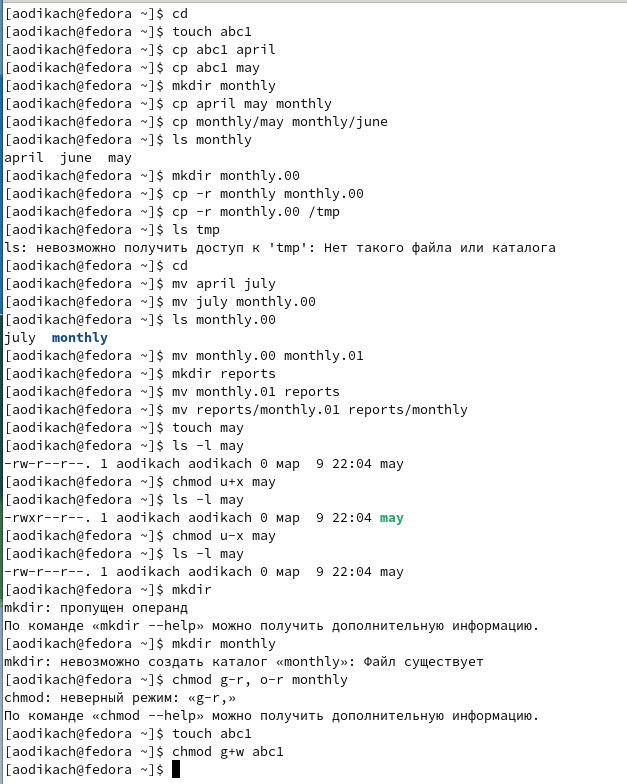 [aodikach@fedora ~]$ cd
[aodikach@fedora ~]$ touch abc1
[aodikach@fedora ~]$ cp abc1 april
[aodikach@fedora ~]$ cp abc1 may
[aodikach@fedora ~]$ mkdir monthly
[aodikach@fedora ~]$ cp april may monthly
[aodikach@fedora ~]$ cp monthly/may monthly/june
[aodikach@fedora ~]$ ls monthly
april  june  may
[aodikach@fedora ~]$ mkdir monthly.00
[aodikach@fedora ~]$ cp -r monthly monthly.00
[aodikach@fedora ~]$ cp -r monthly.00 /tmp
[aodikach@fedora ~]$ ls tmp
ls: невозможно получить доступ к 'tmp': Нет такого файла или каталога
[aodikach@fedora ~]$ cd
[aodikach@fedora ~]$ mv april july
[aodikach@fedora ~]$ mv july monthly.00
[aodikach@fedora ~]$ ls monthly.00
july  monthly
[aodikach@fedora ~]$ mv monthly.00 monthly.01
[aodikach@fedora ~]$ mkdir reports
[aodikach@fedora ~]$ mv monthly.01 reports
[aodikach@fedora ~]$ mv reports/monthly.01 reports/monthly
[aodikach@fedora ~]$ touch may
[aodikach@fedora ~]$ ls -l may
-rw-r--r--. 1 aodikach aodikach 0 мар  9 22:04 may
[aodikach@fedora ~]$ chmod u+x may
[aodikach@fedora ~]$ ls -l may
-rwxr--r--. 1 aodikach aodikach 0 мар  9 22:04 may
[aodikach@fedora ~]$ chmod u-x may
[aodikach@fedora ~]$ ls -l may
-rw-r--r--. 1 aodikach aodikach 0 мар  9 22:04 may
[aodikach@fedora ~]$ mkdir
mkdir: пропущен операнд
По команде «mkdir --help» можно получить дополнительную информацию.
[aodikach@fedora ~]$ mkdir monthly
mkdir: невозможно создать каталог «monthly»: Файл существует
[aodikach@fedora ~]$ chmod g-r, o-r monthly
chmod: неверный режим: «g-r,»
По команде «chmod --help» можно получить дополнительную информацию.
[aodikach@fedora ~]$ touch abc1
[aodikach@fedora ~]$ chmod g+w abc1
[aodikach@fedora ~]$